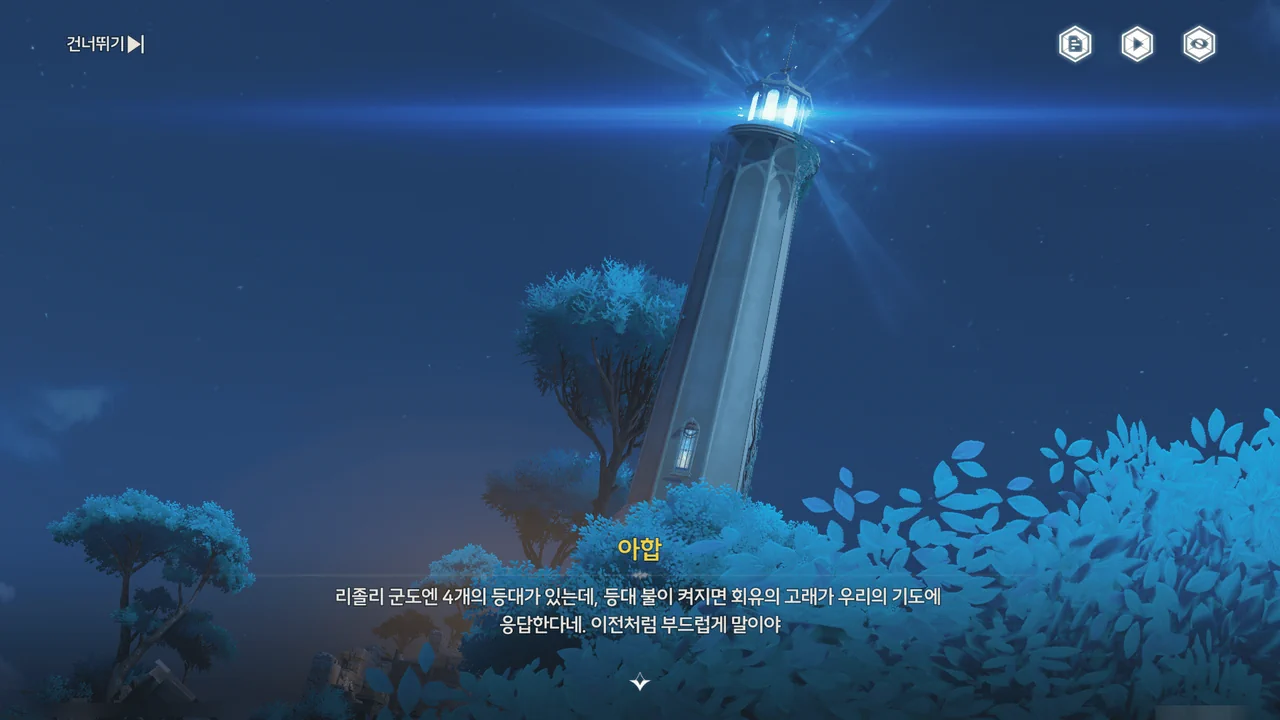 건너뛰기
아합
리졸리 군도엔 4개의 등대가 있는데, 등대 불이 켜지면 회유의 고래가 우리의 기도에
응답한다네. 이전처럼 부드럽게 말이야